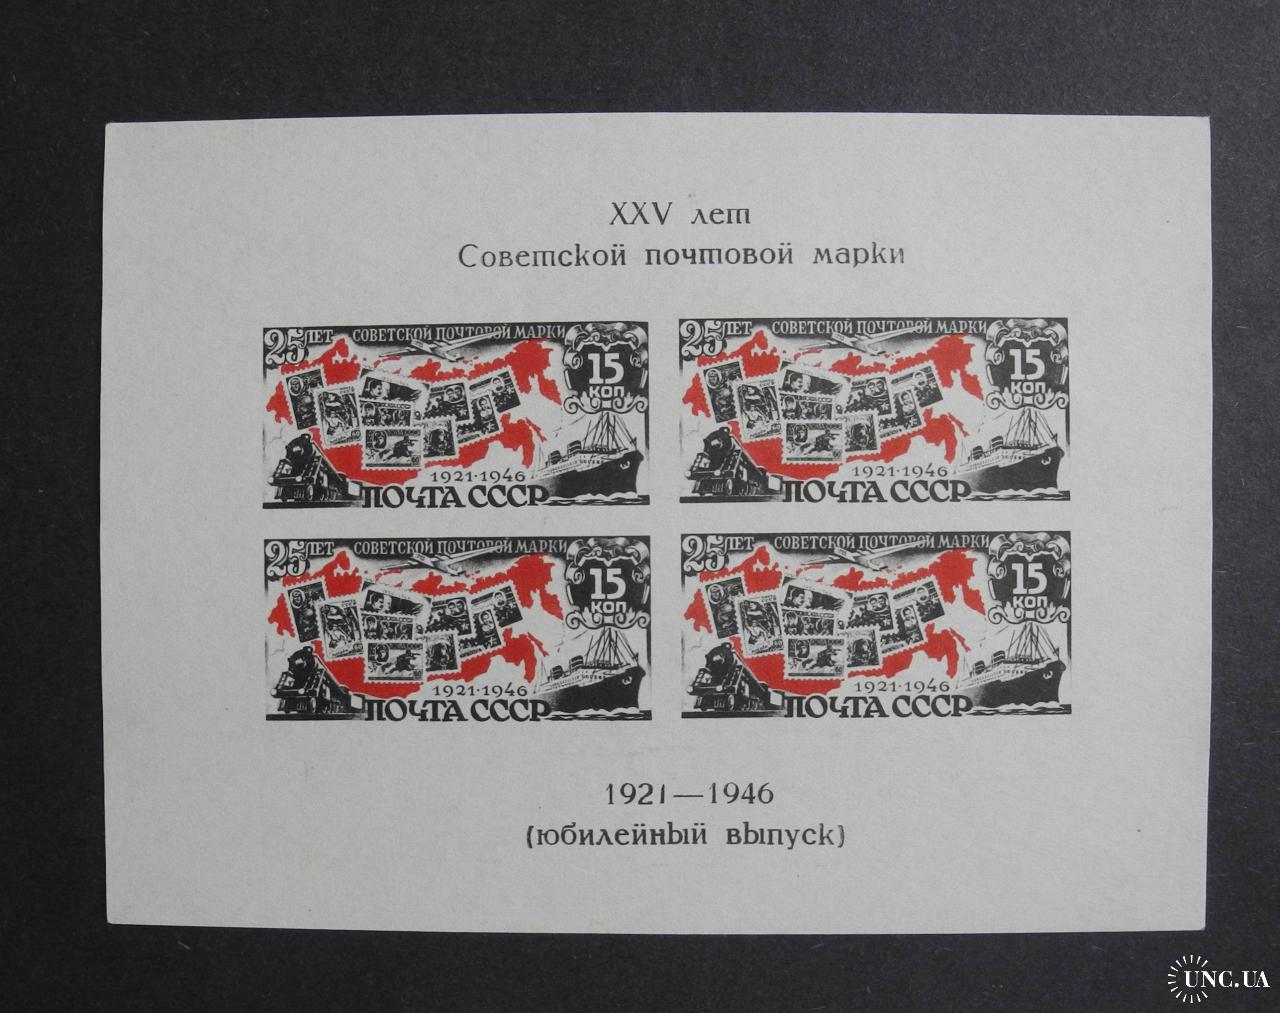 XXV лет
Советской почтовой марки
25 ЛЕТ СОВЕТСКОЙ ПОЧТОВОЙ МАРКИ
15
КОП
1921·1946
ПОЧТА СССР
25 ЛЕТ СОВЕТСКОЙ ПОЧТОВОЙ МАРКИ
15
КОП
1921·1946
ПОЧТА СССР
25 ЛЕТ СОВЕТСКОЙ ПОЧТОВОЙ МАРКИ
15
КОП
1921·1946
ПОЧТА СССР
25 ЛЕТ СОВЕТСКОЙ ПОЧТОВОЙ МАРКИ
15
КОП
1921·1946
ПОЧТА СССР
1921—1946
(юбилейный выпуск)
UNC.UA